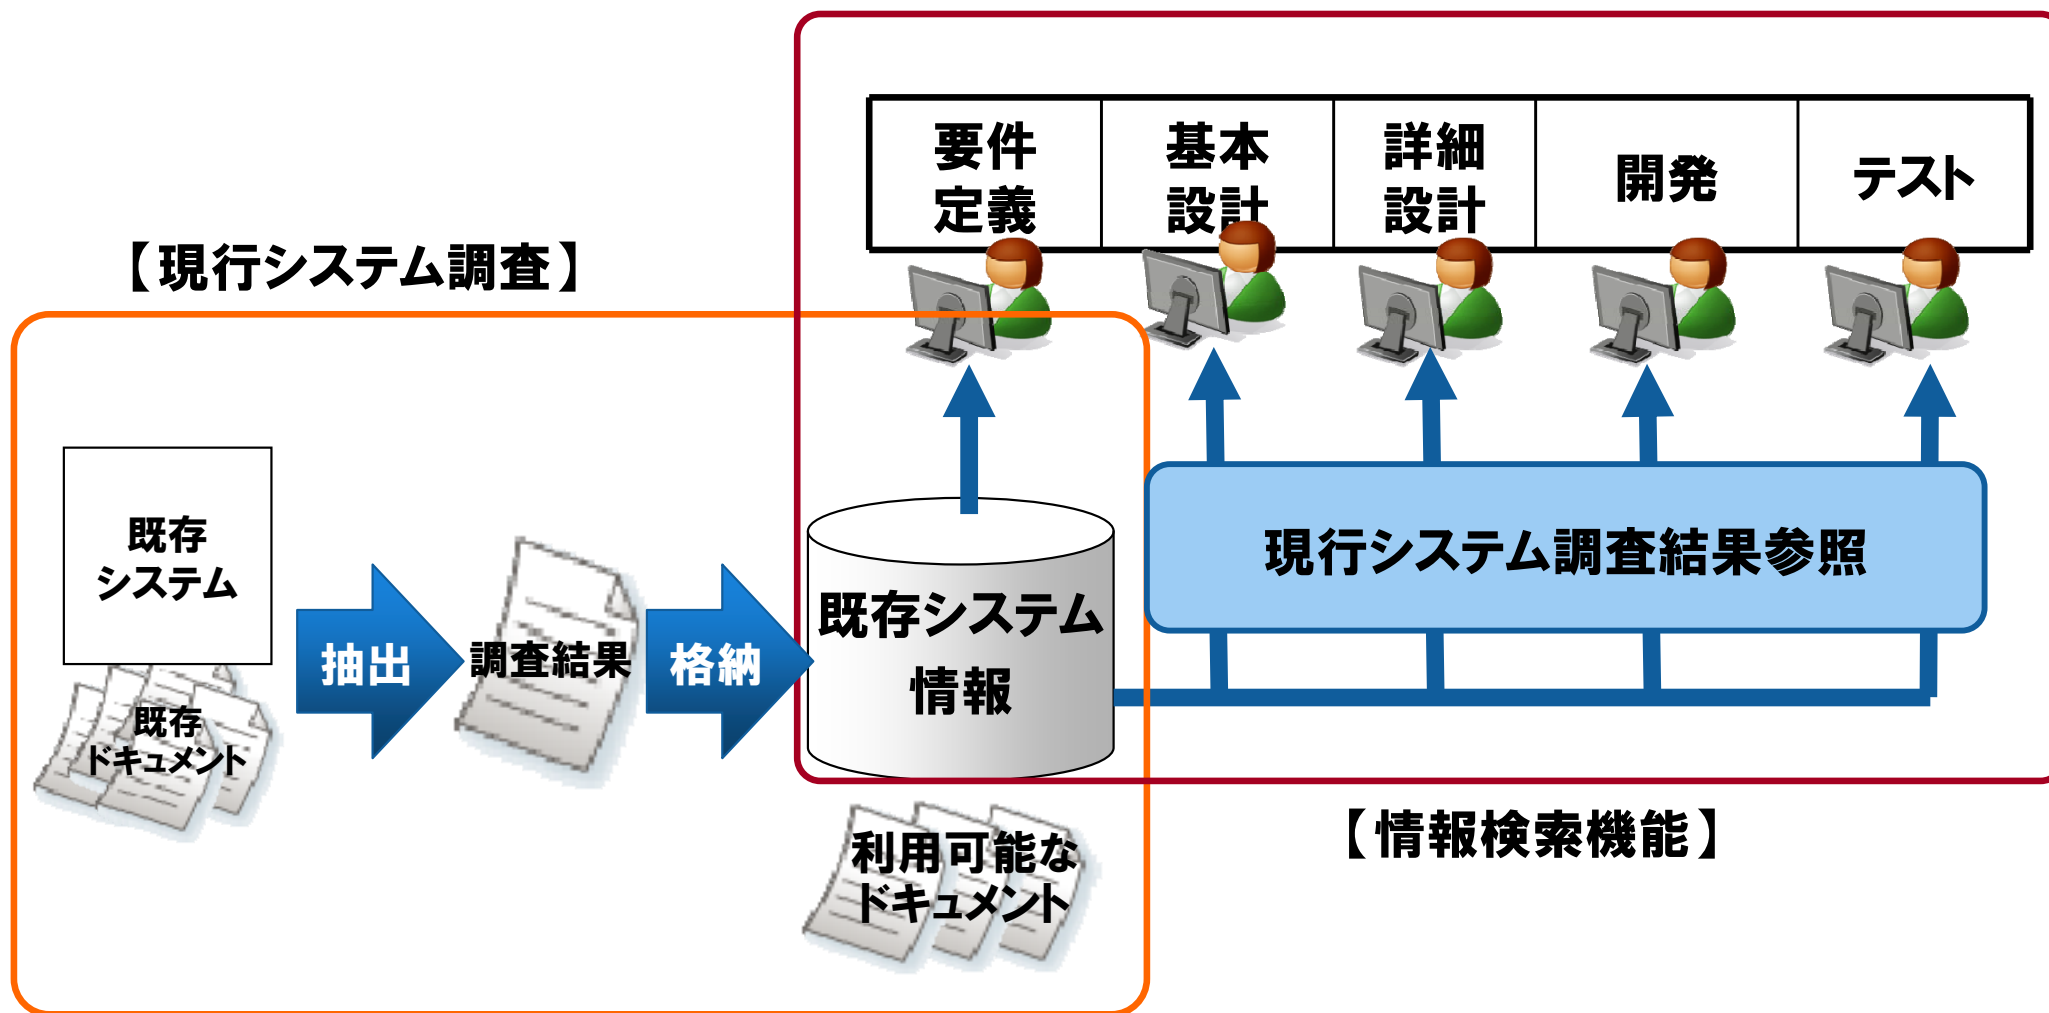 要件
定義
基本
設計
詳細
設計
開発
テスト
【現行システム調査】
既存
システム
既存
ドキュメント
抽出
調査結果
格納
既存システム
情報
現行システム調査結果参照
利用可能な
ドキュメント
【情報検索機能】